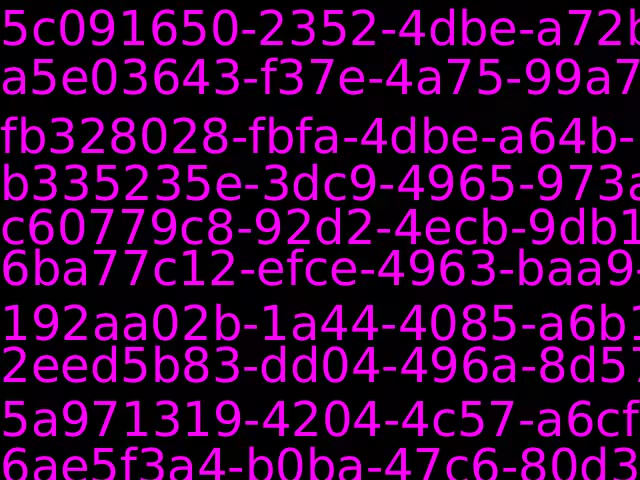 5c091650-2352-4dbe-a72b
a5e03643-f37e-4a75-99a7
fb328028-fbfa-4dbe-a64b-
b335235e-3dc9-4965-973a
c60779c8-92d2-4ecb-9db1
6ba77c12-efce-4963-baa9-
192aa02b-1a44-4085-a6b1
2eed5b83-dd04-496a-8d57
5a971319-4204-4c57-a6cf
6ae5f3a4-b0ba-47c6-80d3